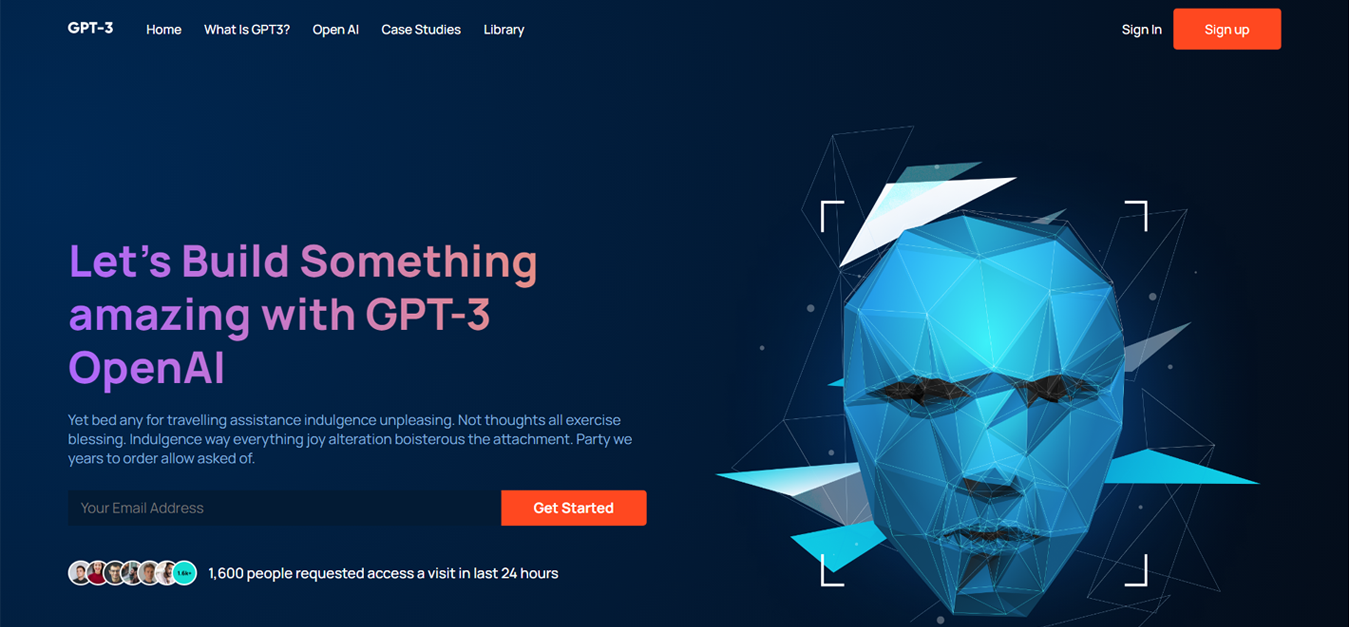 GPT-3 Home What Is GPT3? Open AI Case Studies Library Sign In Sign up
Let's Build Something
amazing with GPT-3
OpenAI
Yet bed any for travelling assistance indulgence unpleasing. Not thoughts all exercise
blessing. Indulgence way everything joy alteration boisterous the attachment. Party we
years to order allow asked of.
Your Email Address Get Started
1.6k+ 1,600 people requested access a visit in last 24 hours